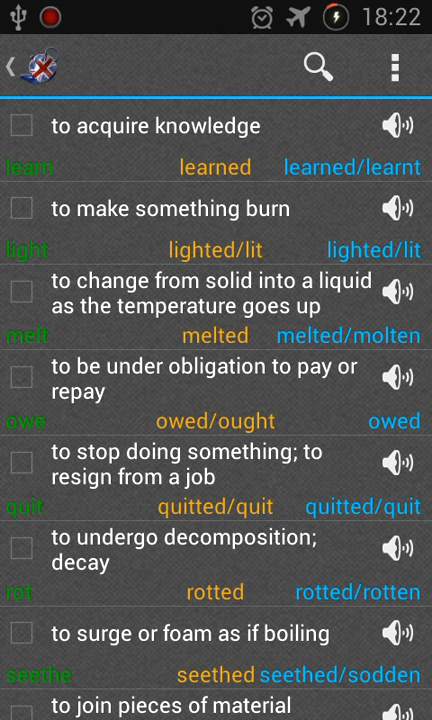 18:22
to acquire knowledge
learn learned learned/learnt
to make something burn
light lighted/lit lighted/lit
to change from solid into a liquid
as the temperature goes up
melt melted melted/molten
to be under obligation to pay or
repay
owe owed/ought owed
to stop doing something; to
resign from a job
quit quitted/quit quitted/quit
to undergo decomposition;
decay
rot rotted rotted/rotten
to surge or foam as if boiling
seethe seethed seethed/sodden
to join pieces of material